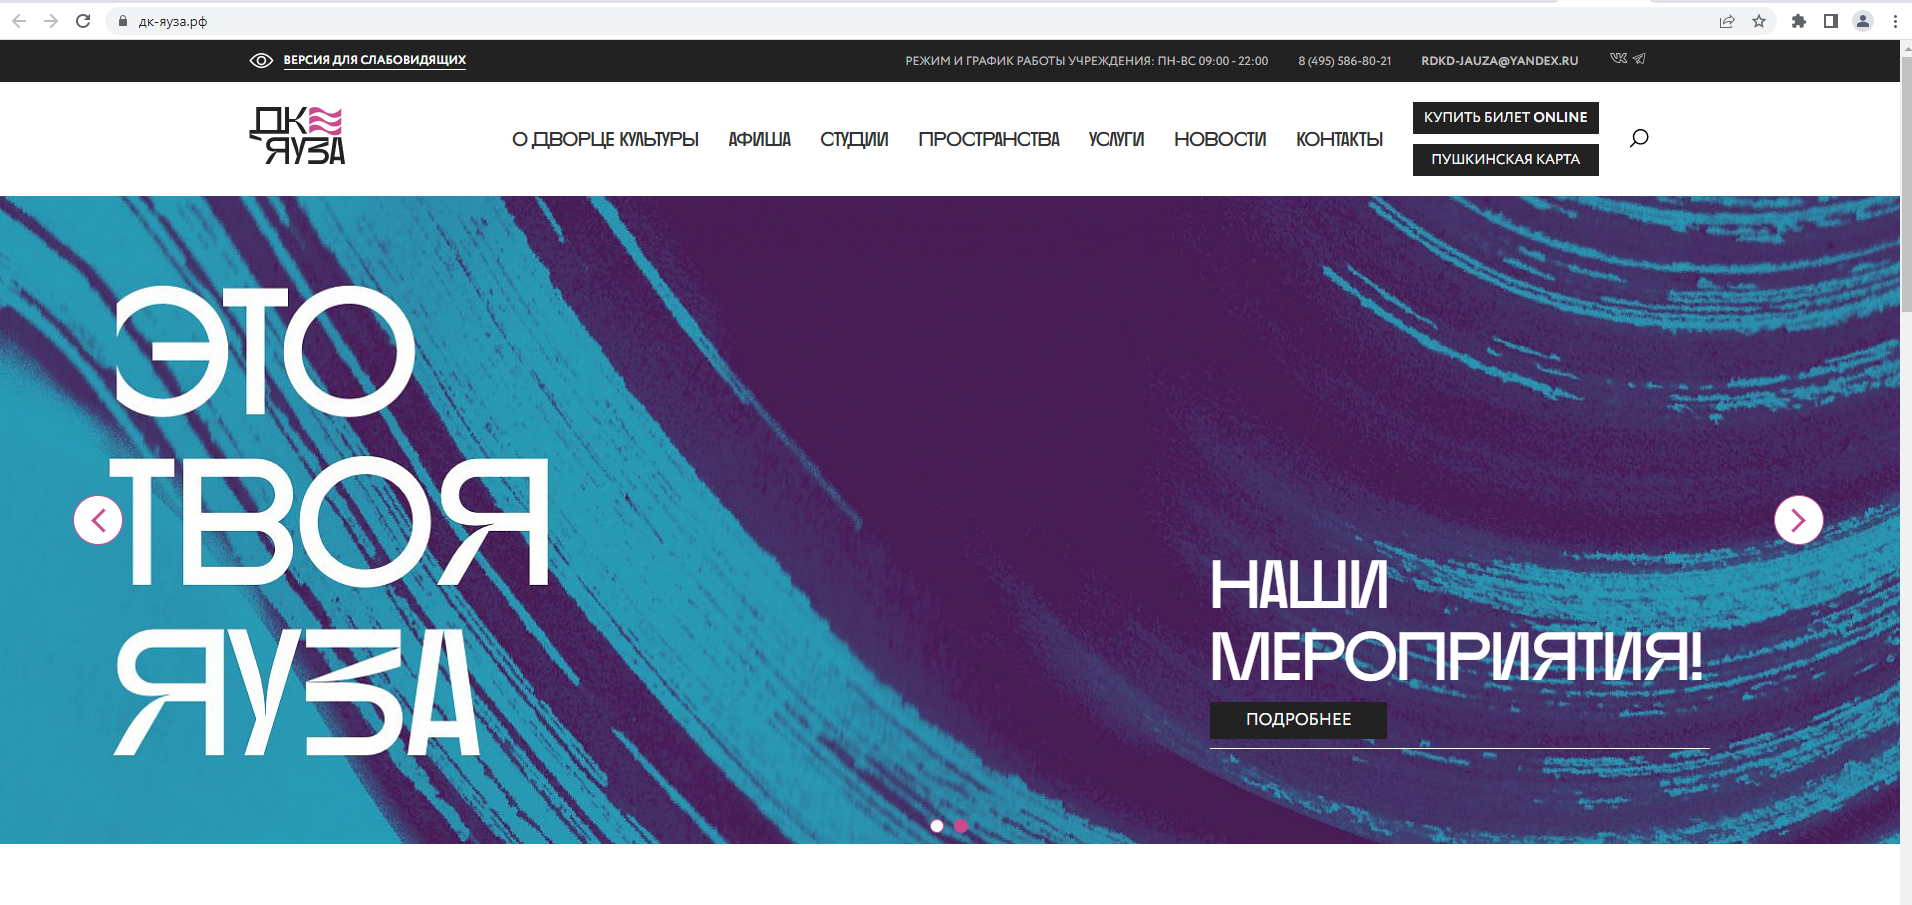 дк-яуза.рф
ВЕРСИЯ ДЛЯ СЛАБОВИДЯЩИХ
РЕЖИМ И ГРАФИК РАБОТЫ УЧРЕЖДЕНИЯ: ПН-ВС 09:00 - 22:00
8 (495) 586-80-21
RDKD-JAUZA@YANDEX.RU
ДК
ЯУЗА
О ДВОРЦЕ КУЛЬТУРЫ
АФИША
СТУДИИ
ПРОСТРАНСТВА
УСЛУГИ
НОВОСТИ
КОНТАКТЫ
КУПИТЬ БИЛЕТ ONLINE
ПУШКИНСКАЯ КАРТА
ЭТО
ТВОЯ
ЯУЗА
НАШИ
МЕРОПРИЯТИЯ!
ПОДРОБНЕЕ